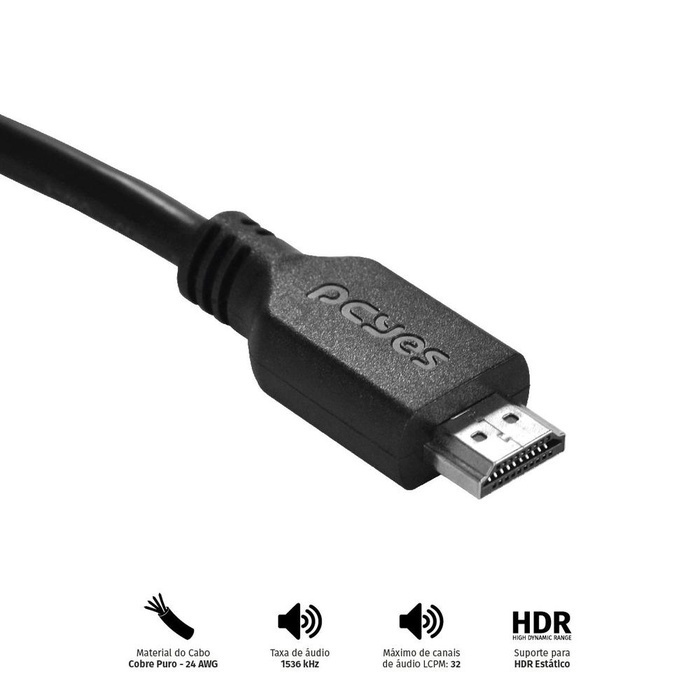 pcyes
Material do Cabo
Cobre Puro - 24 AWG
Taxa de áudio
1536 kHz
Máximo de canais
de áudio LCPM: 32
HDR
HIGH DYNAMIC RANGE
Suporte para
HDR Estático